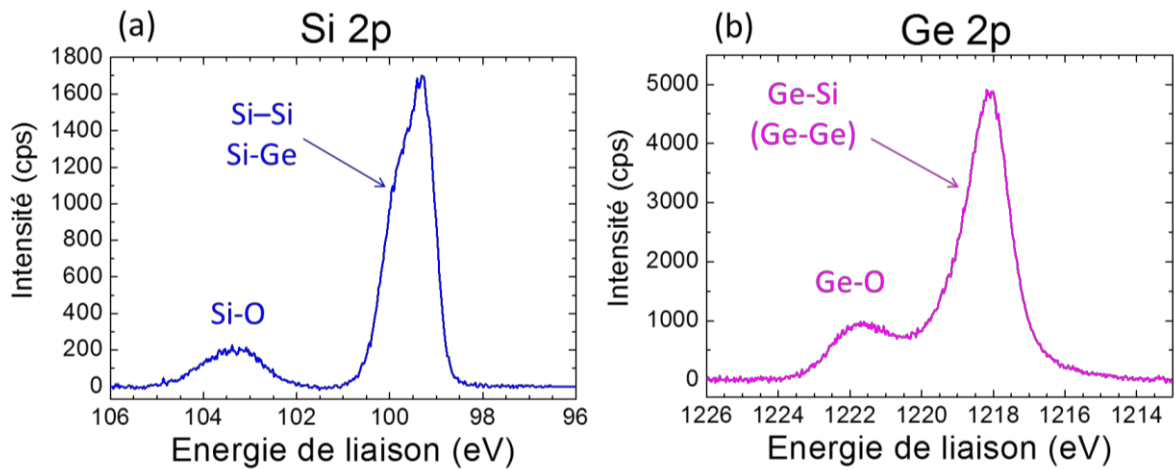 (a)
Si 2p
1800
1600
1400
1200
1000
800
600
400
200
0
Intensité (cps)
Si–Si
Si-Ge
Si-O
106
104
102
100
98
96
Energie de liaison (eV)
(b)
Ge 2p
5000
4000
3000
2000
1000
0
Intensité (cps)
Ge-Si
(Ge-Ge)
Ge-O
1226
1224
1222
1220
1218
1216
1214
Energie de liaison (eV)